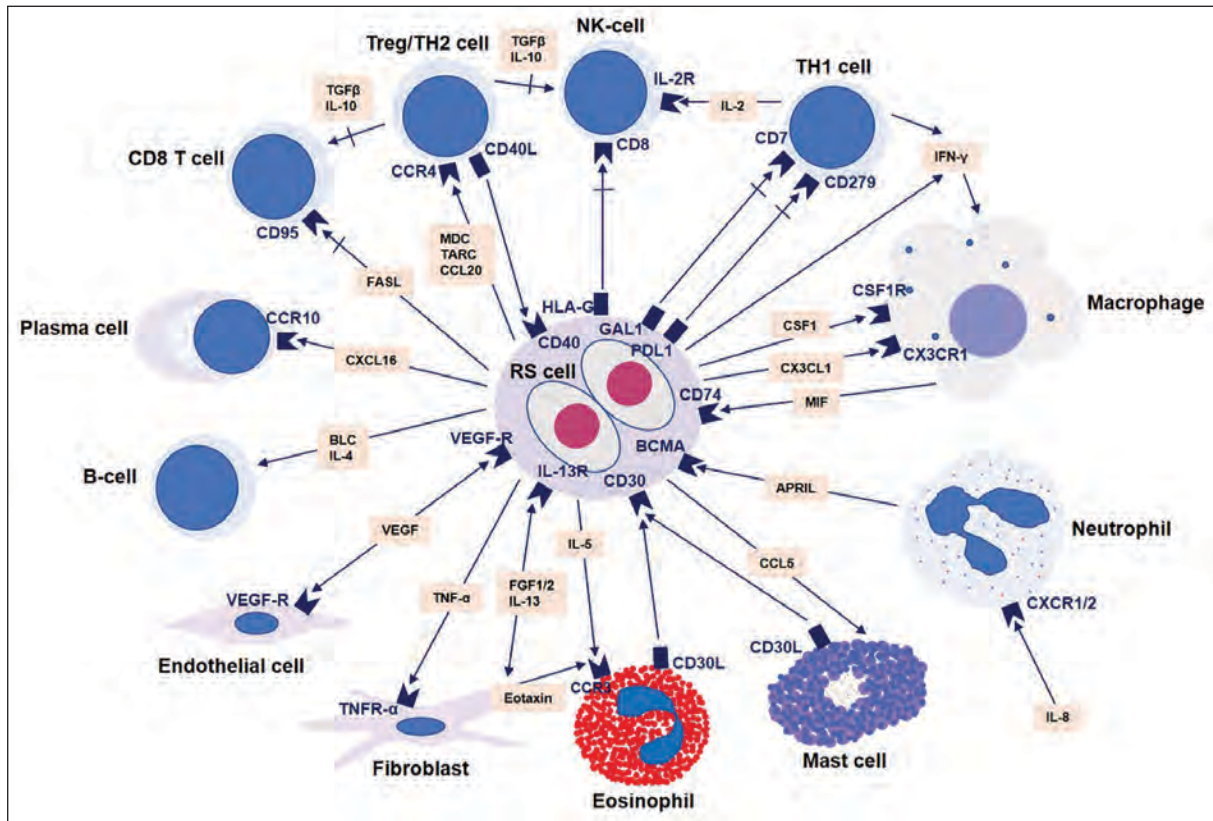 NK-cell
Treg/TH2 cell
TGFβ
IL-10
TH1 cell
IL-2R
TGFβ
IL-10
IL-2
CD7
CD8 T cell
CD40L
CD8
IFN-γ
CCR4
CD279
CD95
MDC
TARC
CCL20
FASL
CSF1R
Macrophage
HLA-G
CCR10
Plasma cell
GAL1
CSF1
CD40
PDL1
CX3CR1
CXCL16
CX3CL1
RS cell
CD74
MIF
VEGF-R
BLC
IL-4
BCMA
B-cell
IL-13R
CD30
APRIL
Neutrophil
VEGF
IL-5
CCL5
TNF-α
FGF1/2
IL-13
VEGF-R
CXCR1/2
CD30L
CD30L
Endothelial cell
CCR3
Eotaxin
TNFR-α
IL-8
Mast cell
Fibroblast
Eosinophil